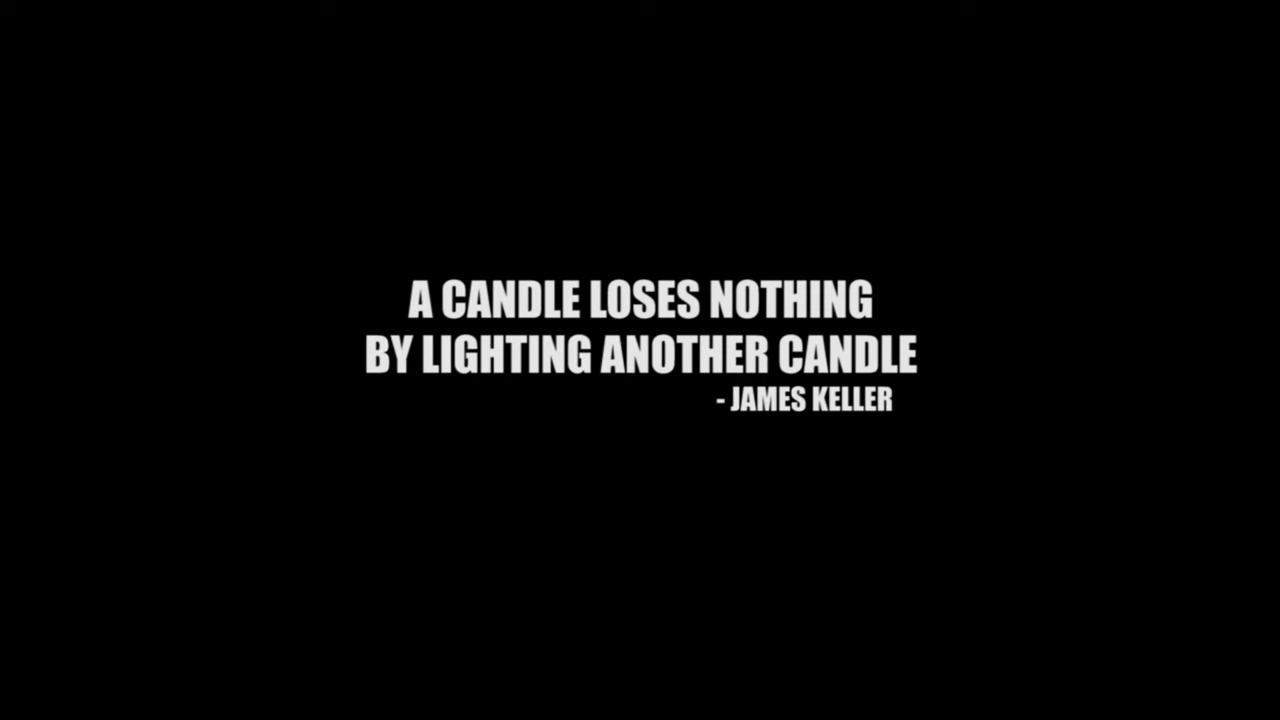 A CANDLE LOSES NOTHING
BY LIGHTING ANOTHER CANDLE
- JAMES KELLER